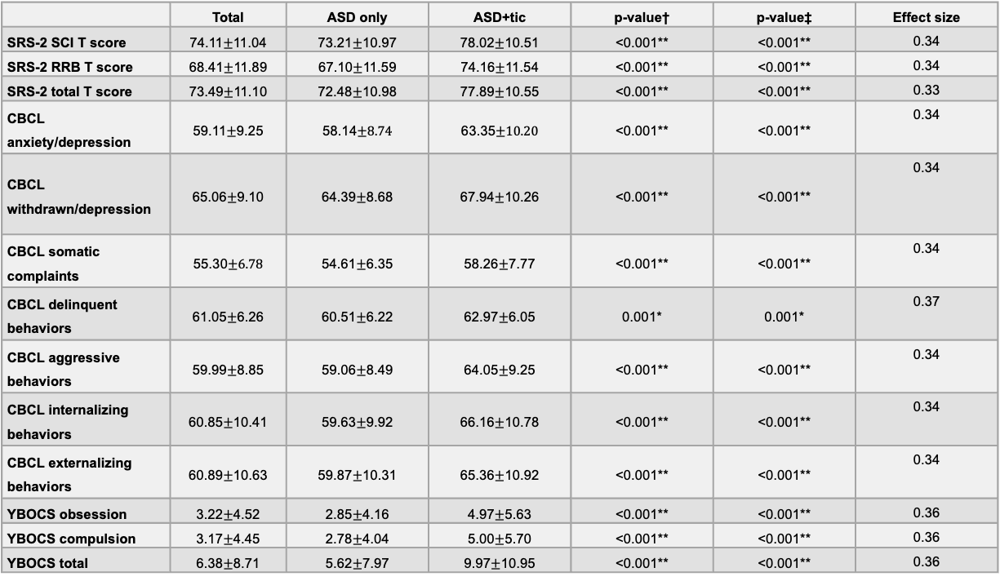 Total ASD only ASD+tic p-value† p-value‡ Effect size
SRS-2 SCI T score 74.11±11.04 73.21±10.97 78.02±10.51 <0.001** <0.001** 0.34
SRS-2 RRB T score 68.41±11.89 67.10±11.59 74.16±11.54 <0.001** <0.001** 0.34
SRS-2 total T score 73.49±11.10 72.48±10.98 77.89±10.55 <0.001** <0.001** 0.33
CBCL
anxiety/depression 59.11±9.25 58.14±8.74 63.35±10.20 <0.001** <0.001** 0.34
CBCL
withdrawn/depression 65.06±9.10 64.39±8.68 67.94±10.26 <0.001** <0.001** 0.34
CBCL somatic
complaints 55.30±6.78 54.61±6.35 58.26±7.77 <0.001** <0.001** 0.34
CBCL delinquent
behaviors 61.05±6.26 60.51±6.22 62.97±6.05 0.001* 0.001* 0.37
CBCL aggressive
behaviors 59.99±8.85 59.06±8.49 64.05±9.25 <0.001** <0.001** 0.34
CBCL internalizing
behaviors 60.85±10.41 59.63±9.92 66.16±10.78 <0.001** <0.001** 0.34
CBCL externalizing
behaviors 60.89±10.63 59.87±10.31 65.36±10.92 <0.001** <0.001** 0.34
YBOCS obsession 3.22±4.52 2.85±4.16 4.97±5.63 <0.001** <0.001** 0.36
YBOCS compulsion 3.17±4.45 2.78±4.04 5.00±5.70 <0.001** <0.001** 0.36
YBOCS total 6.38±8.71 5.62±7.97 9.97±10.95 <0.001** <0.001** 0.36